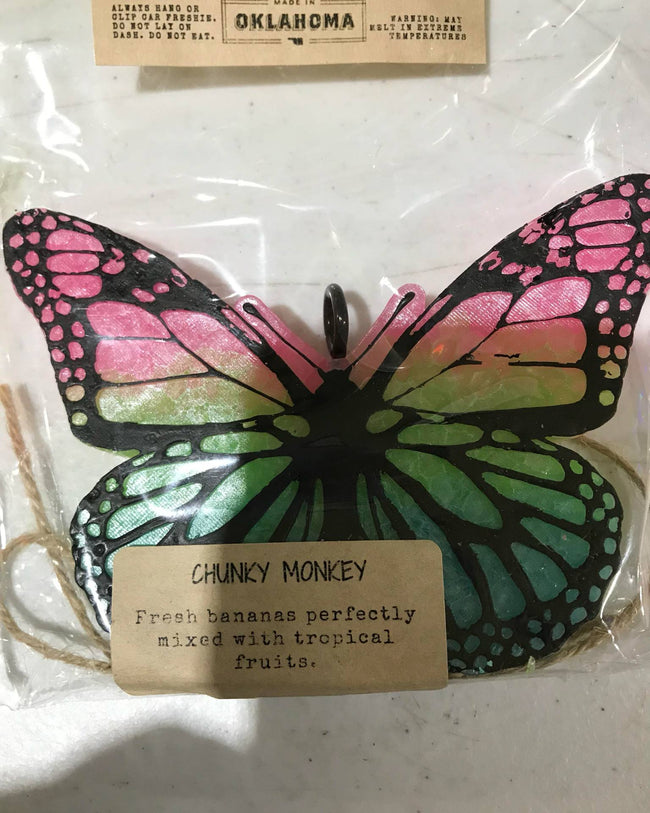 ALWAYS HANG OR
CLIP CAR FRESHIE.
DO NOT LAY ON
DASH. DO NOT EAT.
MADE IN
OKLAHOMA
WARNING: MAY
MELT IN EXTREME
TEMPERATURES
CHUNKY MONKEY
Fresh bananas perfectly
mixed with tropical
fruits.